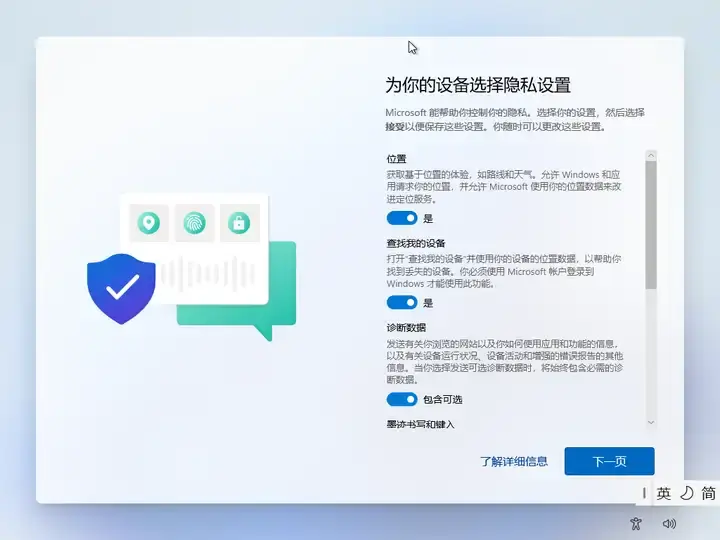 为你的设备选择隐私设置
Microsoft 能帮助你控制你的隐私。选择你的设置，然后选择
接受以便保存这些设置。你随时可以更改这些设置。
位置
获取基于位置的体验，如路线和天气。允许 Windows 和应
用请求你的位置，并允许 Microsoft 使用你的位置数据来改
进定位服务。
是
查找我的设备
打开“查找我的设备”并使用你的设备的位置数据，以帮助你
找到丢失的设备。你必须使用 Microsoft 帐户登录到
Windows 才能使用此功能。
是
诊断数据
发送有关你浏览的网站以及你如何使用应用和功能的信息，
以及有关设备运行状况、设备活动和增强的错误报告的其他
信息。当你选择发送可选诊断数据时，将始终包含必需的诊
断数据。
包含可选
墨迹书写和键入
了解详细信息
下一页
英 简